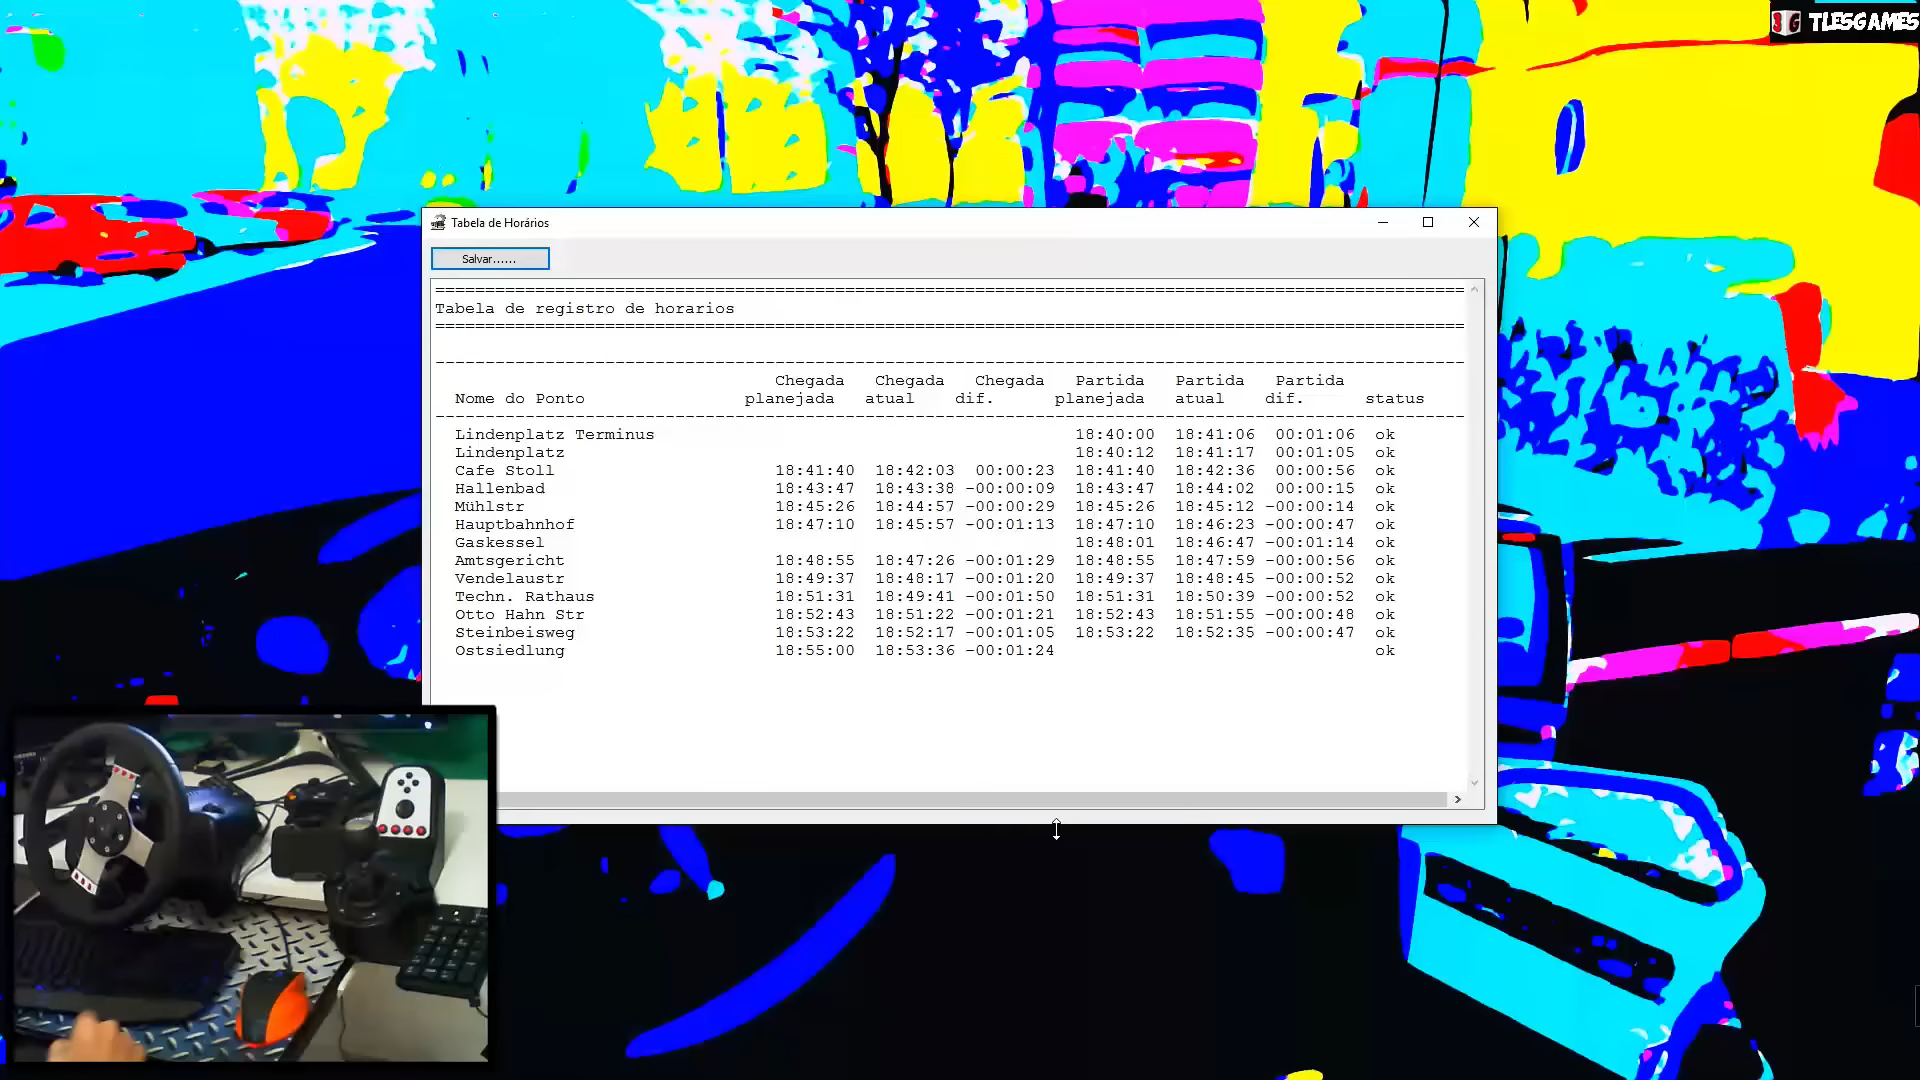 TLESGAMES
Tabela de Horários
Salvar......
====================================================================================================
Tabela de registro de horarios
====================================================================================================
----------------------------------------------------------------------------------------------------
Chegada Chegada Chegada Partida Partida Partida
Nome do Ponto planejada atual dif. planejada atual dif. status
----------------------------------------------------------------------------------------------------
Lindenplatz Terminus 18:40:00 18:41:06 00:01:06 ok
Lindenplatz 18:40:12 18:41:17 00:01:05 ok
Cafe Stoll 18:41:40 18:42:03 00:00:23 18:41:40 18:42:36 00:00:56 ok
Hallenbad 18:43:47 18:43:38 -00:00:09 18:43:47 18:44:02 00:00:15 ok
Mühlstr 18:45:26 18:44:57 -00:00:29 18:45:26 18:45:12 -00:00:14 ok
Hauptbahnhof 18:47:10 18:45:57 -00:01:13 18:47:10 18:46:23 -00:00:47 ok
Gaskessel 18:48:01 18:46:47 -00:01:14 ok
Amtsgericht 18:48:55 18:47:26 -00:01:29 18:48:55 18:47:59 -00:00:56 ok
Vendelaustr 18:49:37 18:48:17 -00:01:20 18:49:37 18:48:45 -00:00:52 ok
Techn. Rathaus 18:51:31 18:49:41 -00:01:50 18:51:31 18:50:39 -00:00:52 ok
Otto Hahn Str 18:52:43 18:51:22 -00:01:21 18:52:43 18:51:55 -00:00:48 ok
Steinbeisweg 18:53:22 18:52:17 -00:01:05 18:53:22 18:52:35 -00:00:47 ok
Ostsiedlung 18:55:00 18:53:36 -00:01:24 ok